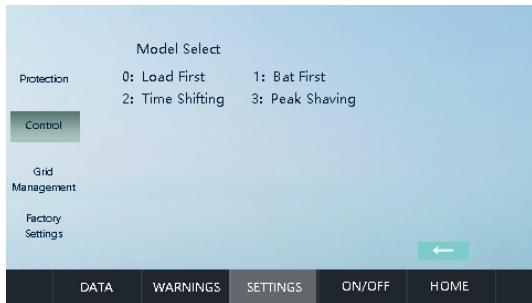 Model Select
Protection
0: Load First
1: Bat First
2: Time Shifting
3: Peak Shaving
Control
Grid
Management
Factory
Settings
DATA
WARNINGS
SETTINGS
ON/OFF
HOME